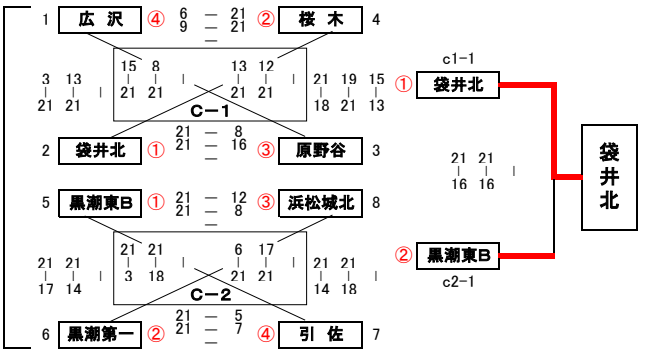 1 広 沢 ④ 6 — 21 ② 桜 木 4
9 — 21
—
15 8 | 13 12
| | | |
21 21 21 21
3 13 | 21 19 15
| | | | |
21 21 18 21 13
C－1
2 袋井北 ① 21 — 8 ③ 原野谷 3
21 — 16
—
5 黒潮東B ① 21 — 12 ③ 浜松城北 8
21 — 8
—
21 21 | 6 17
| | | |
3 18 21 21
21 21 | 21 21 |
| | | |
17 14 14 18
C－2
6 黒潮第一 ② 21 — 5 ④ 引 佐 7
21 — 7
—
c1-1
① 袋井北
21 21 |
| |
16 16
② 黒潮東B
c2-1
袋
井
北